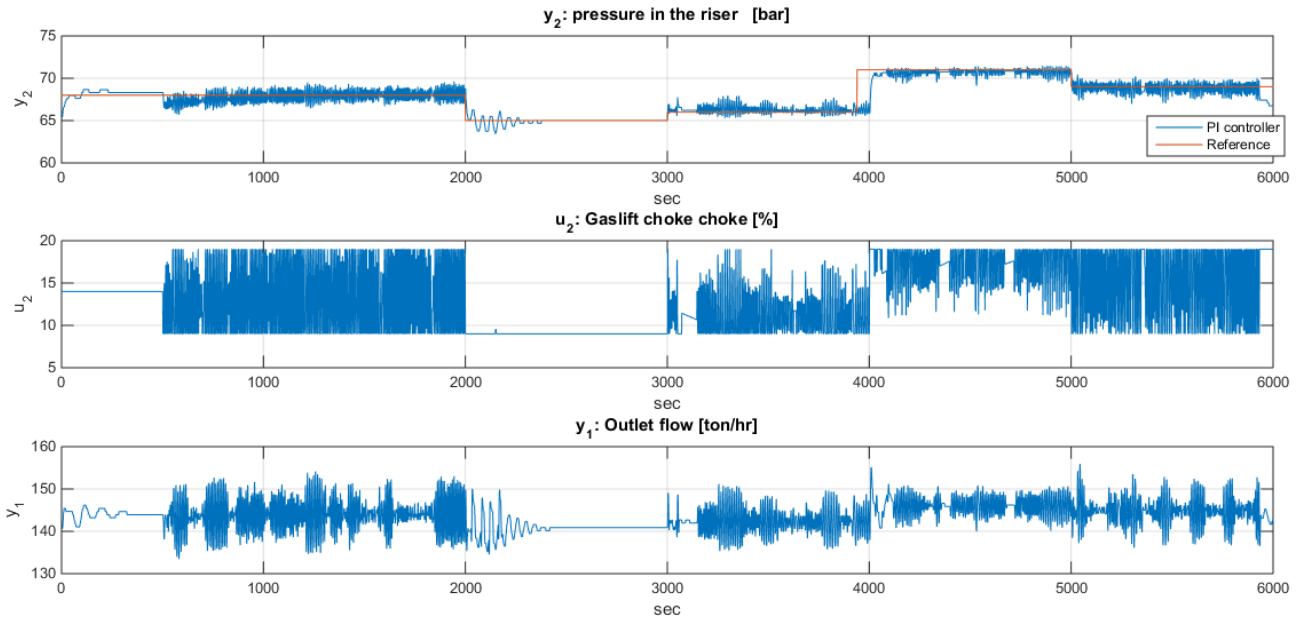 y2: pressure in the riser [bar]
75
70
65
60
y2
0 1000 2000 3000 4000 5000 6000
sec
PI controller
Reference
u2: Gaslift choke choke [%]
20
15
10
5
u2
0 1000 2000 3000 4000 5000 6000
sec
y1: Outlet flow [ton/hr]
160
150
140
130
y1
0 1000 2000 3000 4000 5000 6000
sec